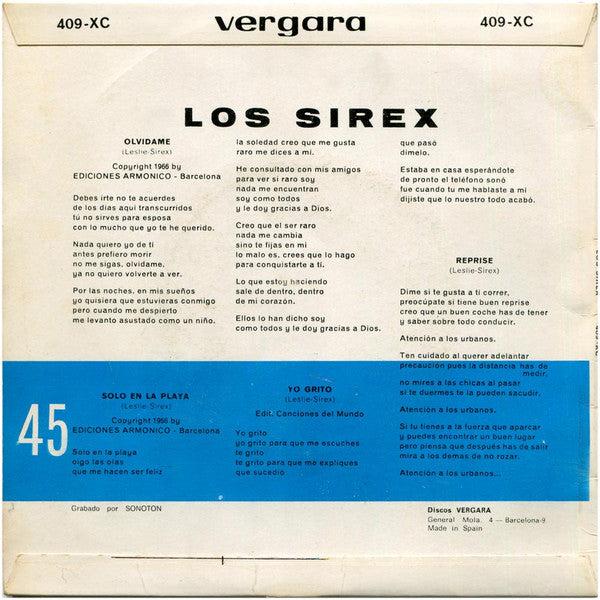 409-XC
vergara
409-XC
LOS SIREX
OLVIDAME
(Leslie-Sirex)
Copyright 1966 by
EDICIONES ARMONICO - Barcelona
Debes irte no te acuerdes
de los días aquí transcurridos
tú no sirves para esposa
con lo mucho que yo te he querido.
Nada quiero yo de tí
antes prefiero morir
no me sigas, olvídame,
ya no quiero volverte a ver.
Por las noches, en mis sueños
yo quisiera que estuvieras conmigo
pero cuando me despierto
me levanto asustado como un niño.
SOLO EN LA PLAYA
(Leslie-Sirex)
Copyright 1966 by
EDICIONES ARMONICO - Barcelona
Solo en la playa
oigo las olas
que me hacen ser feliz
la soledad creo que me gusta
raro me dices a mí.
He consultado con mis amigos
para ver si raro soy
nada me encuentran
soy como todos
y le doy gracias a Dios.
Creo que el ser raro
nada me cambia
sino te fijas en mí
lo malo es, crees que lo hago
para conquistarte a tí.
Lo que estoy haciendo
sale de dentro, dentro
de mi corazón.
Ellos lo han dicho soy
como todos y le doy gracias a Dios.
YO GRITO
(Leslie-Sirex)
Edit. Canciones del Mundo
Yo grito
yo grito para que me escuches
te grito
te grito para que me expliques
que sucedió
que pasó
dímelo.
Estaba en casa esperándote
de pronto el teléfono sonó
fue cuando tu me hablaste a mí
dijiste que lo nuestro todo acabó.
REPRISE
(Leslie-Sirex)
Dime si te gusta a tí correr,
preocúpate si tiene buen reprise
creo que un buen coche has de tener
y saber sobre todo conducir.
Atención a los urbanos.
Ten cuidado al querer adelantar
precaución pues la distancia has de
medir,
no mires a las chicas al pasar
si te duermes te la pueden sacudir.
Atención a los urbanos.
Si tu tienes a la fuerza que aparcar
y puedes encontrar un buen lugar
pero piensa que después has de salir
mira a los demas de no rozar.
Atención a los urbanos...
45
Grabado por SONOTON
Discos VERGARA
General Mola, 4 — Barcelona-9
Made in Spain